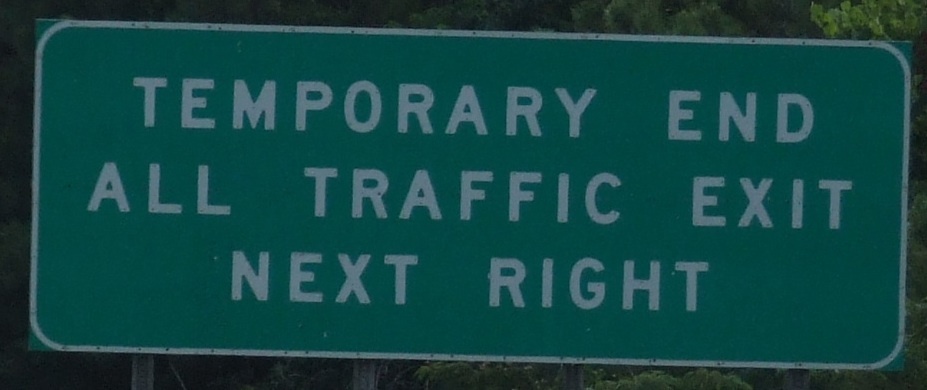 TEMPORARY END
ALL TRAFFIC EXIT
NEXT RIGHT